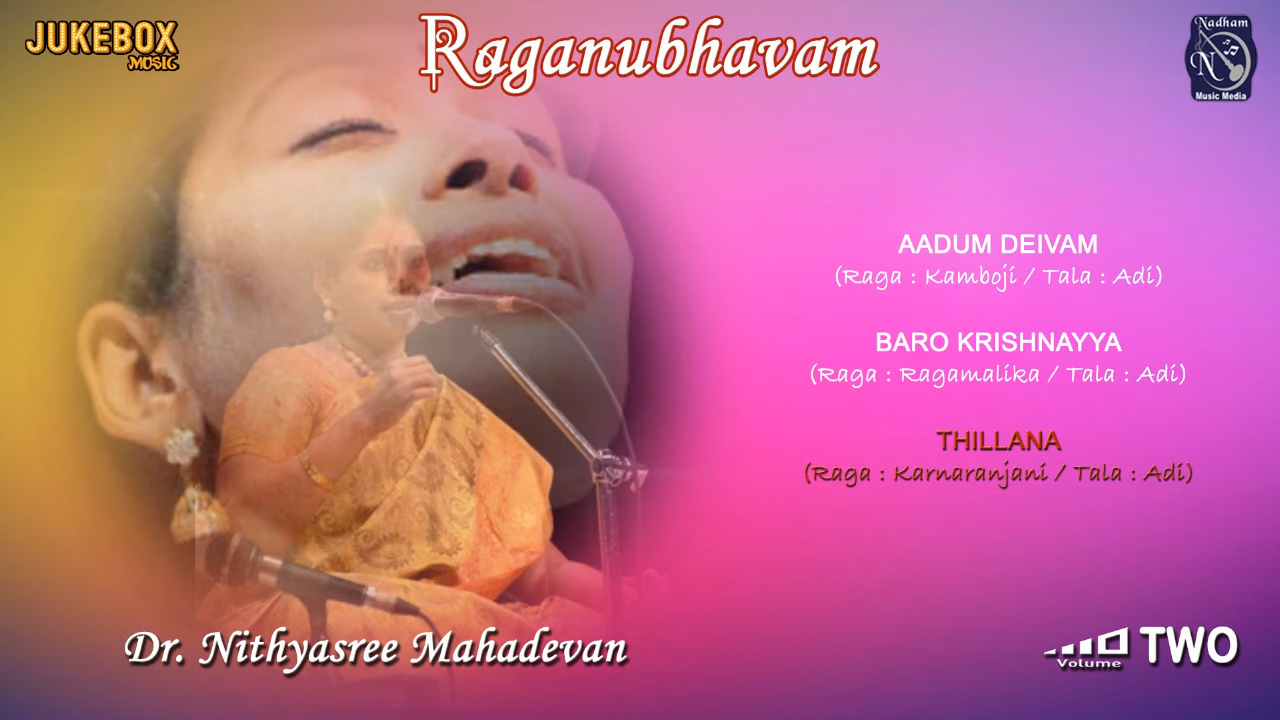 JUKEBOX
MUSIC
Raganubhavam
Nadham
N
Music Media
AADUM DEIVAM
(Raga : Kamboji / Tala : Adi)
BARO KRISHNAYYA
(Raga : Ragamalika / Tala : Adi)
THILLANA
(Raga : Karnaranjani / Tala : Adi)
Dr. Nithyasree Mahadevan
Volume TWO